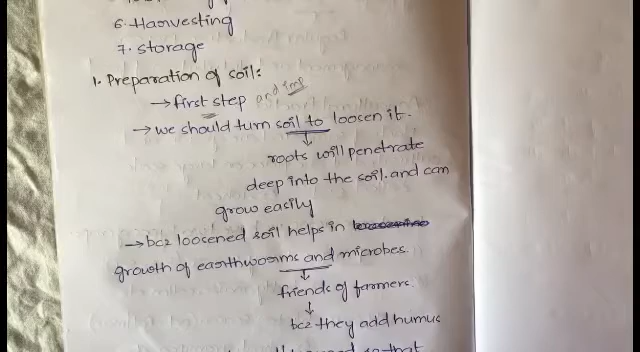 6. Harvesting
7. storage
1. Preparation of soil:
→ first step and imp
→ we should turn soil to loosen it.
↓
roots will penetrate
deep into the soil. and can
grow easily
→ bcz loosened soil helps in
growth of earthworms and microbes.
↓
friends of farmers.
↓
bcz they add humus
so that